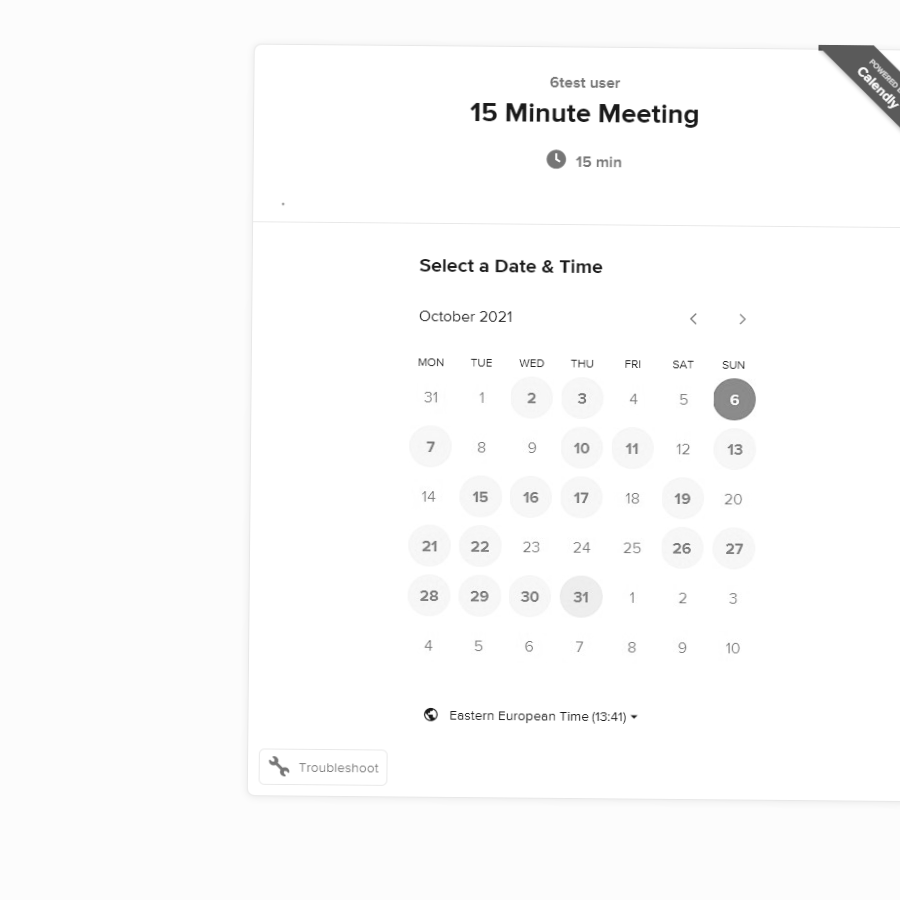 6test user
15 Minute Meeting
15 min
POWERED
Calendly
.
Select a Date & Time
October 2021
MON TUE WED THU FRI SAT SUN
31 1 2 3 4 5 6
7 8 9 10 11 12 13
14 15 16 17 18 19 20
21 22 23 24 25 26 27
28 29 30 31 1 2 3
4 5 6 7 8 9 10
Eastern European Time (13:41)
Troubleshoot